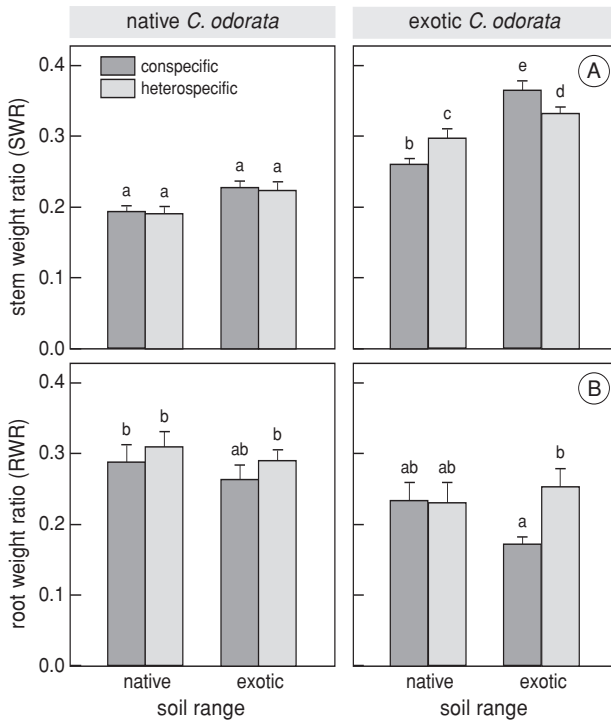 native C. odorata
exotic C. odorata
stem weight ratio (SWR)
0.4
0.3
0.2
0.1
0.0
conspecific
heterospecific
a a a a
A
b c e d
root weight ratio (RWR)
0.4
0.3
0.2
0.1
0.0
b b ab b
B
ab ab a b
native exotic
soil range
native exotic
soil range